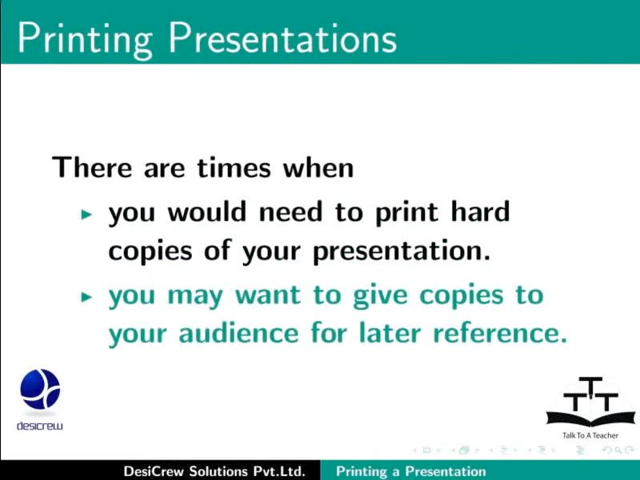 Printing Presentations
There are times when
you would need to print hard
copies of your presentation.
you may want to give copies to
your audience for later reference.
desicrew
TTT
Talk To A Teacher
DesiCrew Solutions Pvt.Ltd.
Printing a Presentation